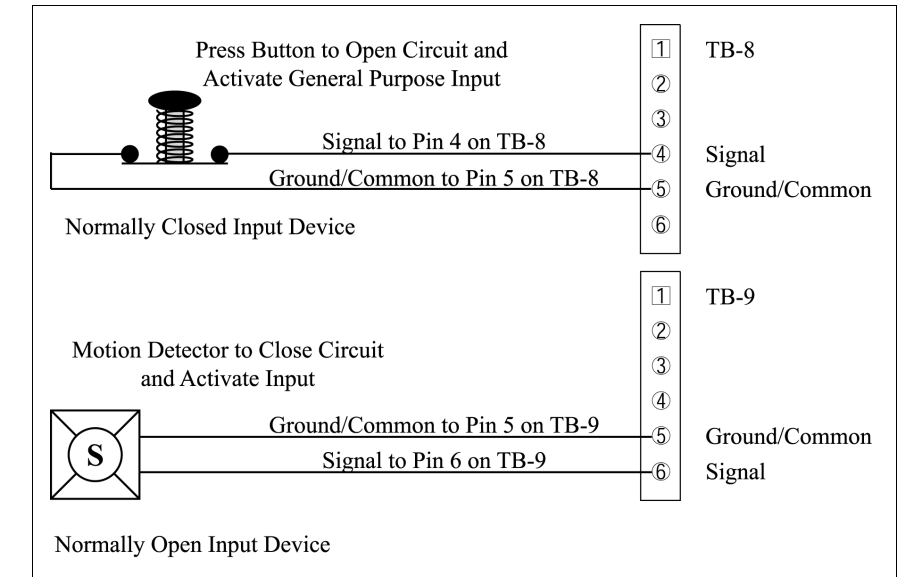 Press Button to Open Circuit and
Activate General Purpose Input
Signal to Pin 4 on TB-8
Ground/Common to Pin 5 on TB-8
Normally Closed Input Device
1 TB-8
2
3
4 Signal
5 Ground/Common
6
Motion Detector to Close Circuit
and Activate Input
S
Ground/Common to Pin 5 on TB-9
Signal to Pin 6 on TB-9
Normally Open Input Device
1 TB-9
2
3
4
5 Ground/Common
6 Signal